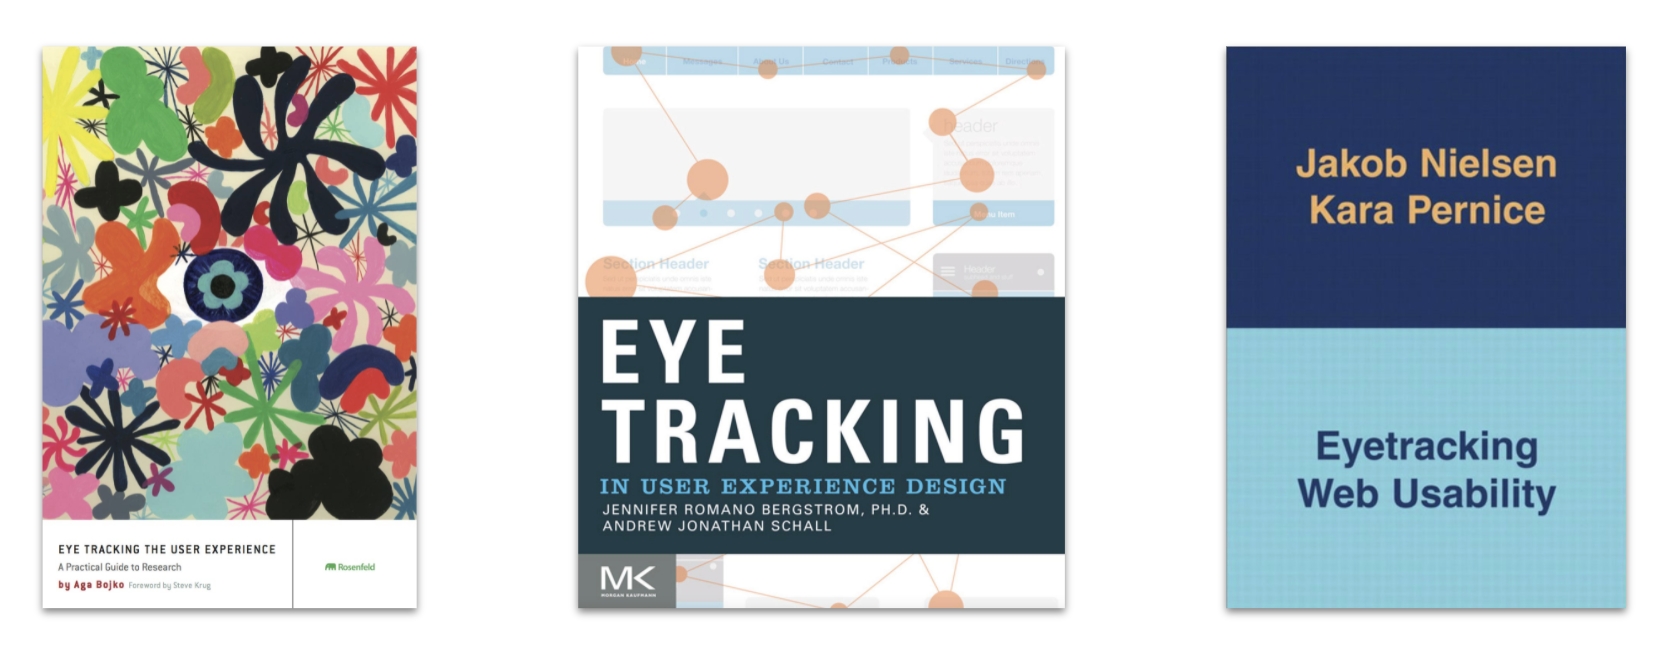 EYE TRACKING THE USER EXPERIENCE
A Practical Guide to Research
by Aga Bojko Foreword by Steve Krug
Rosenfeld
Home Messages About Us Contact Products Services Directions
header
Menu Item
Section Header Section Header
Header
EYE
TRACKING
IN USER EXPERIENCE DESIGN
JENNIFER ROMANO BERGSTROM, PH.D. &
ANDREW JONATHAN SCHALL
MK
MORGAN KAUFMANN
Jakob Nielsen
Kara Pernice
Eyetracking
Web Usability